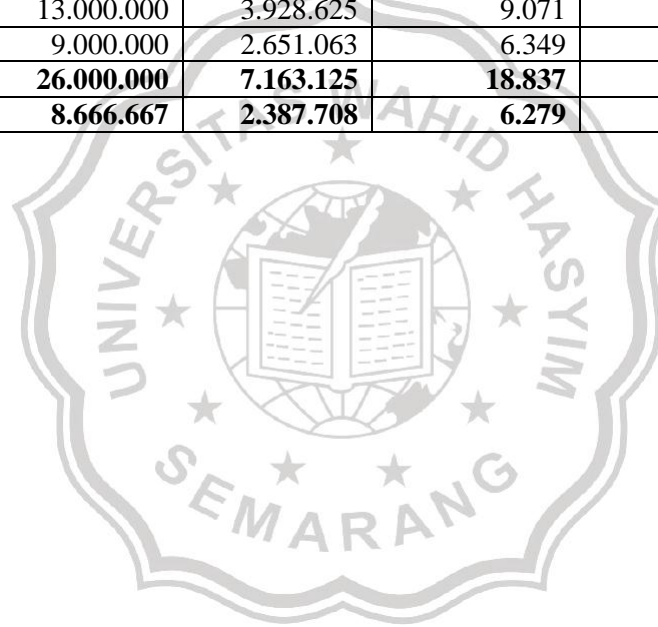 13.000.000 3.928.625 9.071
9.000.000 2.651.063 6.349
26.000.000 7.163.125 18.837
8.666.667 2.387.708 6.279
UNIVERSITAS WAHID HASYIM
SEMARANG